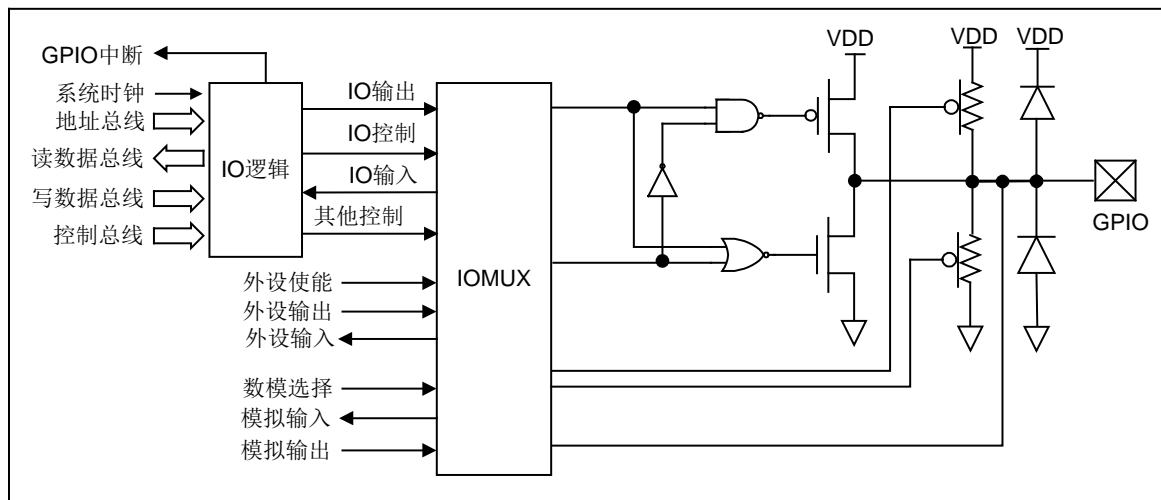 GPIO中断
系统时钟
地址总线
读数据总线
写数据总线
控制总线
IO逻辑
IO输出
IO控制
IO输入
其他控制
外设使能
外设输出
外设输入
数模选择
模拟输入
模拟输出
IOMUX
VDD
VDD
VDD
GPIO